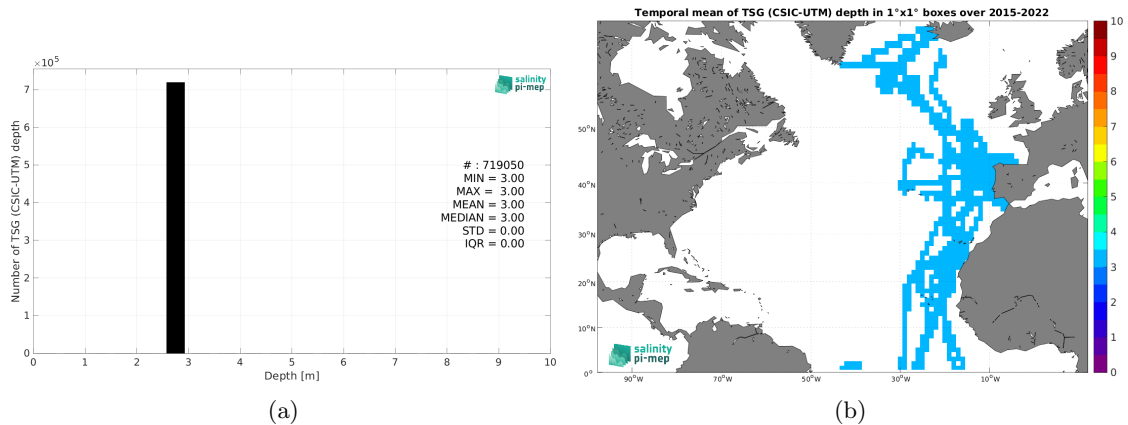 Temporal mean of TSG (CSIC-UTM) depth in 1°x1° boxes over 2015-2022
×10⁵
7
6
5
4
3
2
1
0
Number of TSG (CSIC-UTM) depth
salinity
pi-mep
# : 719050
MIN = 3.00
MAX = 3.00
MEAN = 3.00
MEDIAN = 3.00
STD = 0.00
IQR = 0.00
0 1 2 3 4 5 6 7 8 9 10
Depth [m]
(a)
50°N
40°N
30°N
20°N
10°N
0°
90°W 70°W 50°W 30°W 10°W
salinity
pi-mep
10
9
8
7
6
5
4
3
2
1
0
(b)